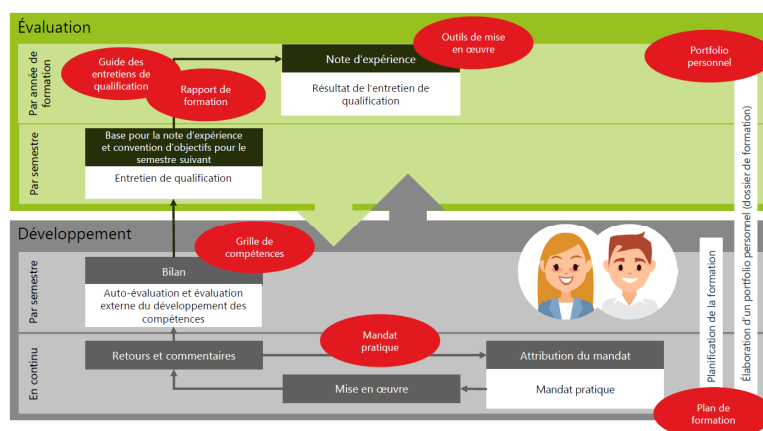 Évaluation
Par année de
formation
Guide des
entretiens de
qualification
Rapport de
formation
Note d'expérience
Résultat de l'entretien de
qualification
Outils de mise
en œuvre
Portfolio
personnel
Par semestre
Base pour la note d'expérience
et convention d'objectifs pour le
semestre suivant
Entretien de qualification
Développement
Par semestre
Grille de
compétences
Bilan
Auto-évaluation et évaluation
externe du développement des
compétences
En continu
Retours et commentaires
Mandat
pratique
Attribution du mandat
Mandat pratique
Mise en œuvre
Planification de la formation
Élaboration d'un portfolio personnel (dossier de formation)
Plan de
formation